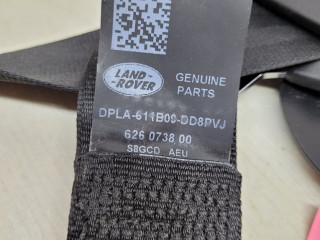 LAND-
ROVER
GENUINE
PARTS
DPLA-611B09-DD8PVJ
626 0738 00
S8GCD AEU